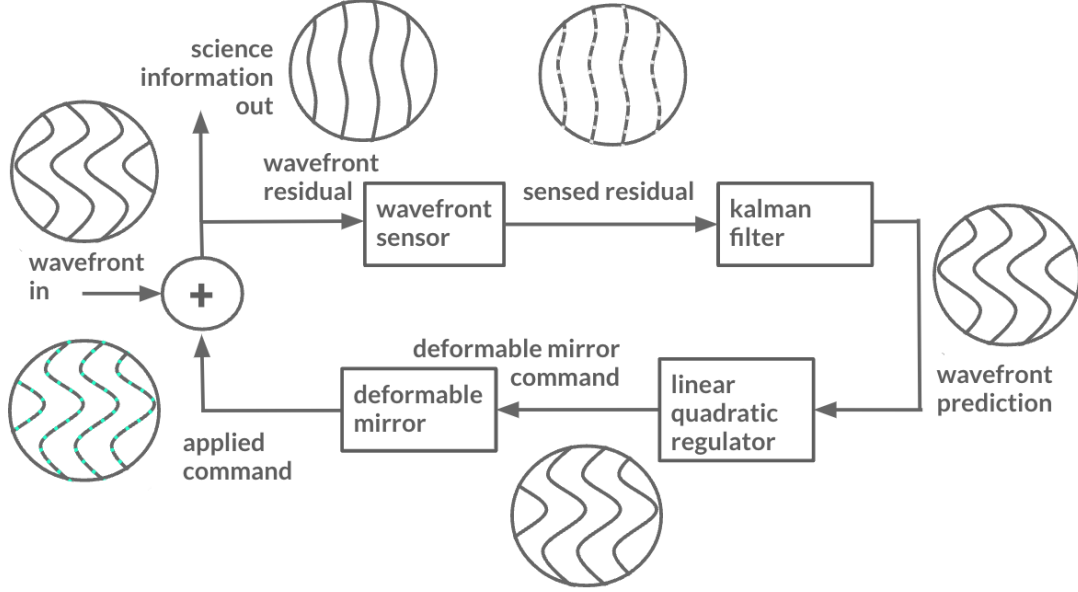 science
information
out
wavefront
residual
wavefront
sensor
sensed residual
kalman
filter
wavefront
in
+
deformable mirror
command
linear
quadratic
regulator
wavefront
prediction
deformable
mirror
applied
command